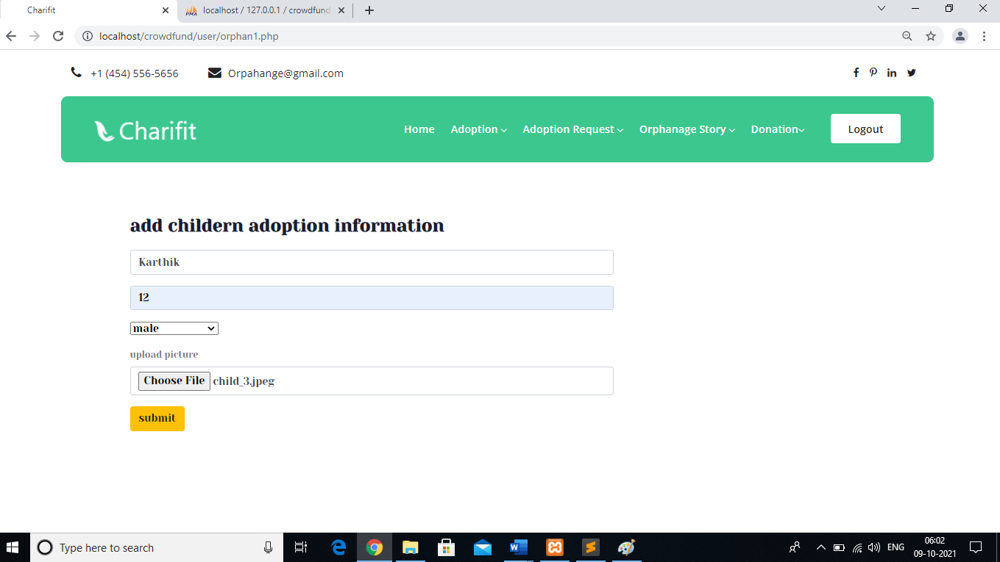 Charifit
localhost / 127.0.0.1 / crowdfund
localhost/crowdfund/user/orphan1.php
+1 (454) 556-5656 Orpahange@gmail.com
Charifit Home Adoption Adoption Request Orphanage Story Donation Logout
add childern adoption information
Karthik
12
male
upload picture
Choose File child_3.jpeg
submit
Type here to search ENG 06:02
09-10-2021